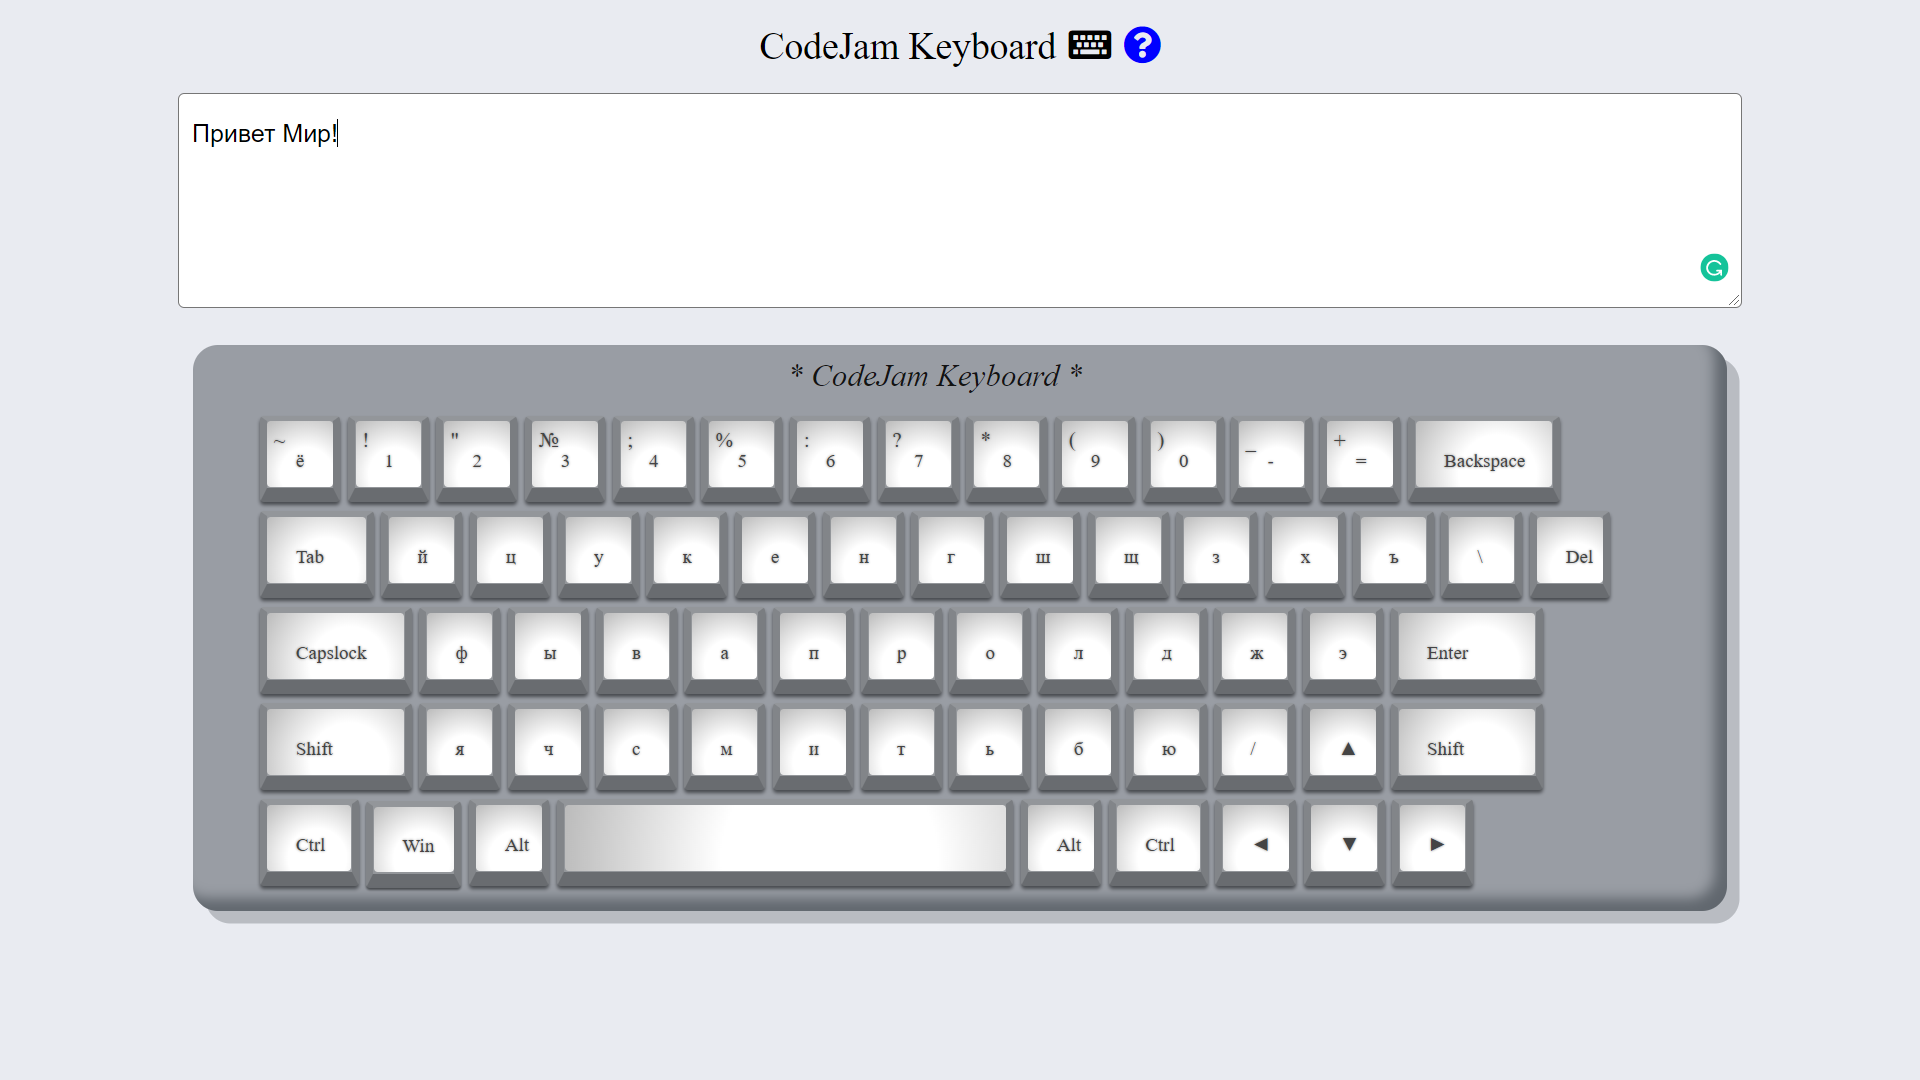 CodeJam Keyboard ?
Привет Мир!
* CodeJam Keyboard *
~ ё ! 1 " 2 № 3 ; 4 % 5 : 6 ? 7 * 8 ( 9 ) 0 _ - + = Backspace
Tab й ц у к е н г ш щ з х ъ \ Del
Capslock ф ы в а п р о л д ж э Enter
Shift я ч с м и т ь б ю / ▲ Shift
Ctrl Win Alt Alt Ctrl ◄ ▼ ►